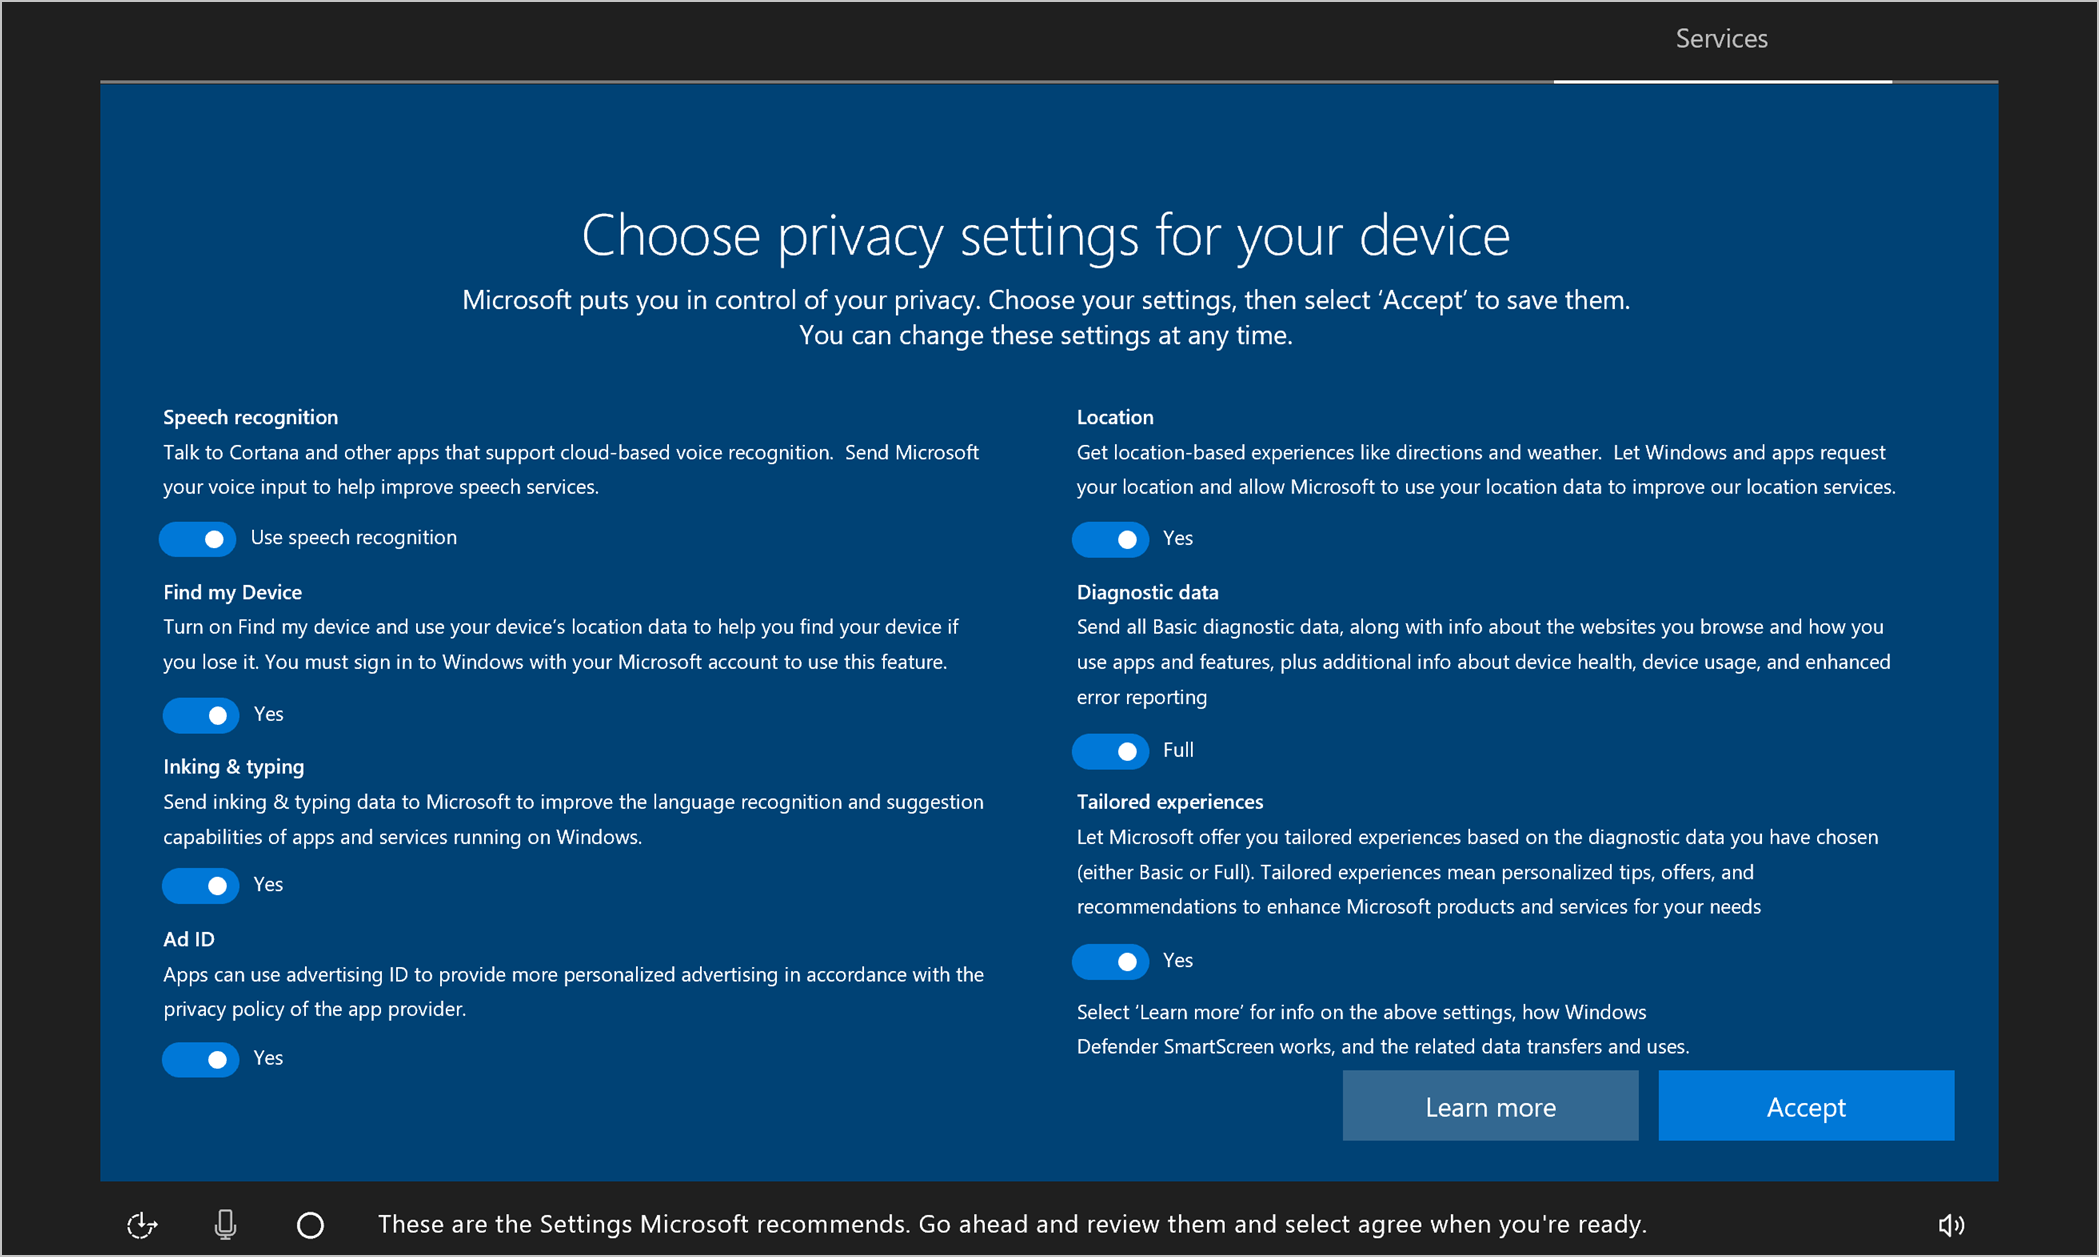 Services
Choose privacy settings for your device
Microsoft puts you in control of your privacy. Choose your settings, then select ‘Accept’ to save them.
You can change these settings at any time.
Speech recognition
Talk to Cortana and other apps that support cloud-based voice recognition.  Send Microsoft
your voice input to help improve speech services.
Use speech recognition
Find my Device
Turn on Find my device and use your device’s location data to help you find your device if
you lose it. You must sign in to Windows with your Microsoft account to use this feature.
Yes
Inking & typing
Send inking & typing data to Microsoft to improve the language recognition and suggestion
capabilities of apps and services running on Windows.
Yes
Ad ID
Apps can use advertising ID to provide more personalized advertising in accordance with the
privacy policy of the app provider.
Yes
Location
Get location-based experiences like directions and weather.  Let Windows and apps request
your location and allow Microsoft to use your location data to improve our location services.
Yes
Diagnostic data
Send all Basic diagnostic data, along with info about the websites you browse and how you
use apps and features, plus additional info about device health, device usage, and enhanced
error reporting
Full
Tailored experiences
Let Microsoft offer you tailored experiences based on the diagnostic data you have chosen
(either Basic or Full). Tailored experiences mean personalized tips, offers, and
recommendations to enhance Microsoft products and services for your needs
Yes
Select ‘Learn more’ for info on the above settings, how Windows
Defender SmartScreen works, and the related data transfers and uses.
Learn more
Accept
These are the Settings Microsoft recommends. Go ahead and review them and select agree when you're ready.